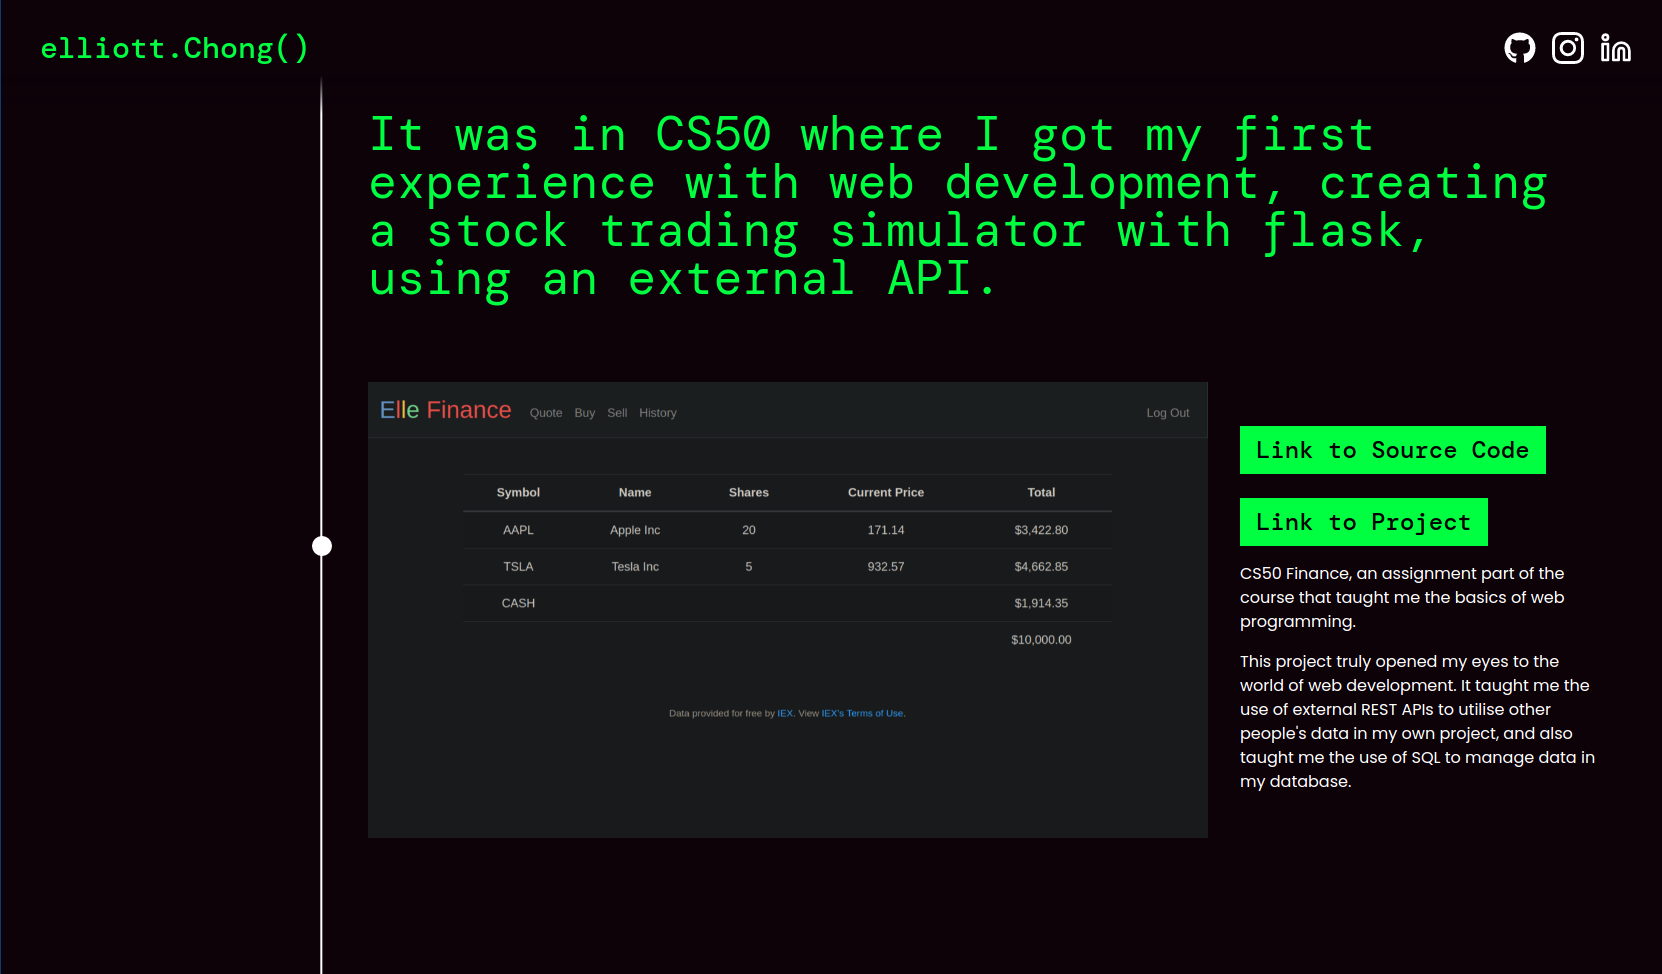 elliott.Chong()
It was in CS50 where I got my first
experience with web development, creating
a stock trading simulator with flask,
using an external API.
Elle Finance Quote Buy Sell History Log Out
Symbol Name Shares Current Price Total
AAPL Apple Inc 20 171.14 $3,422.80
TSLA Tesla Inc 5 932.57 $4,662.85
CASH $1,914.35
$10,000.00
Data provided for free by IEX. View IEX's Terms of Use.
Link to Source Code
Link to Project
CS50 Finance, an assignment part of the
course that taught me the basics of web
programming.
This project truly opened my eyes to the
world of web development. It taught me the
use of external REST APIs to utilise other
people's data in my own project, and also
taught me the use of SQL to manage data in
my database.